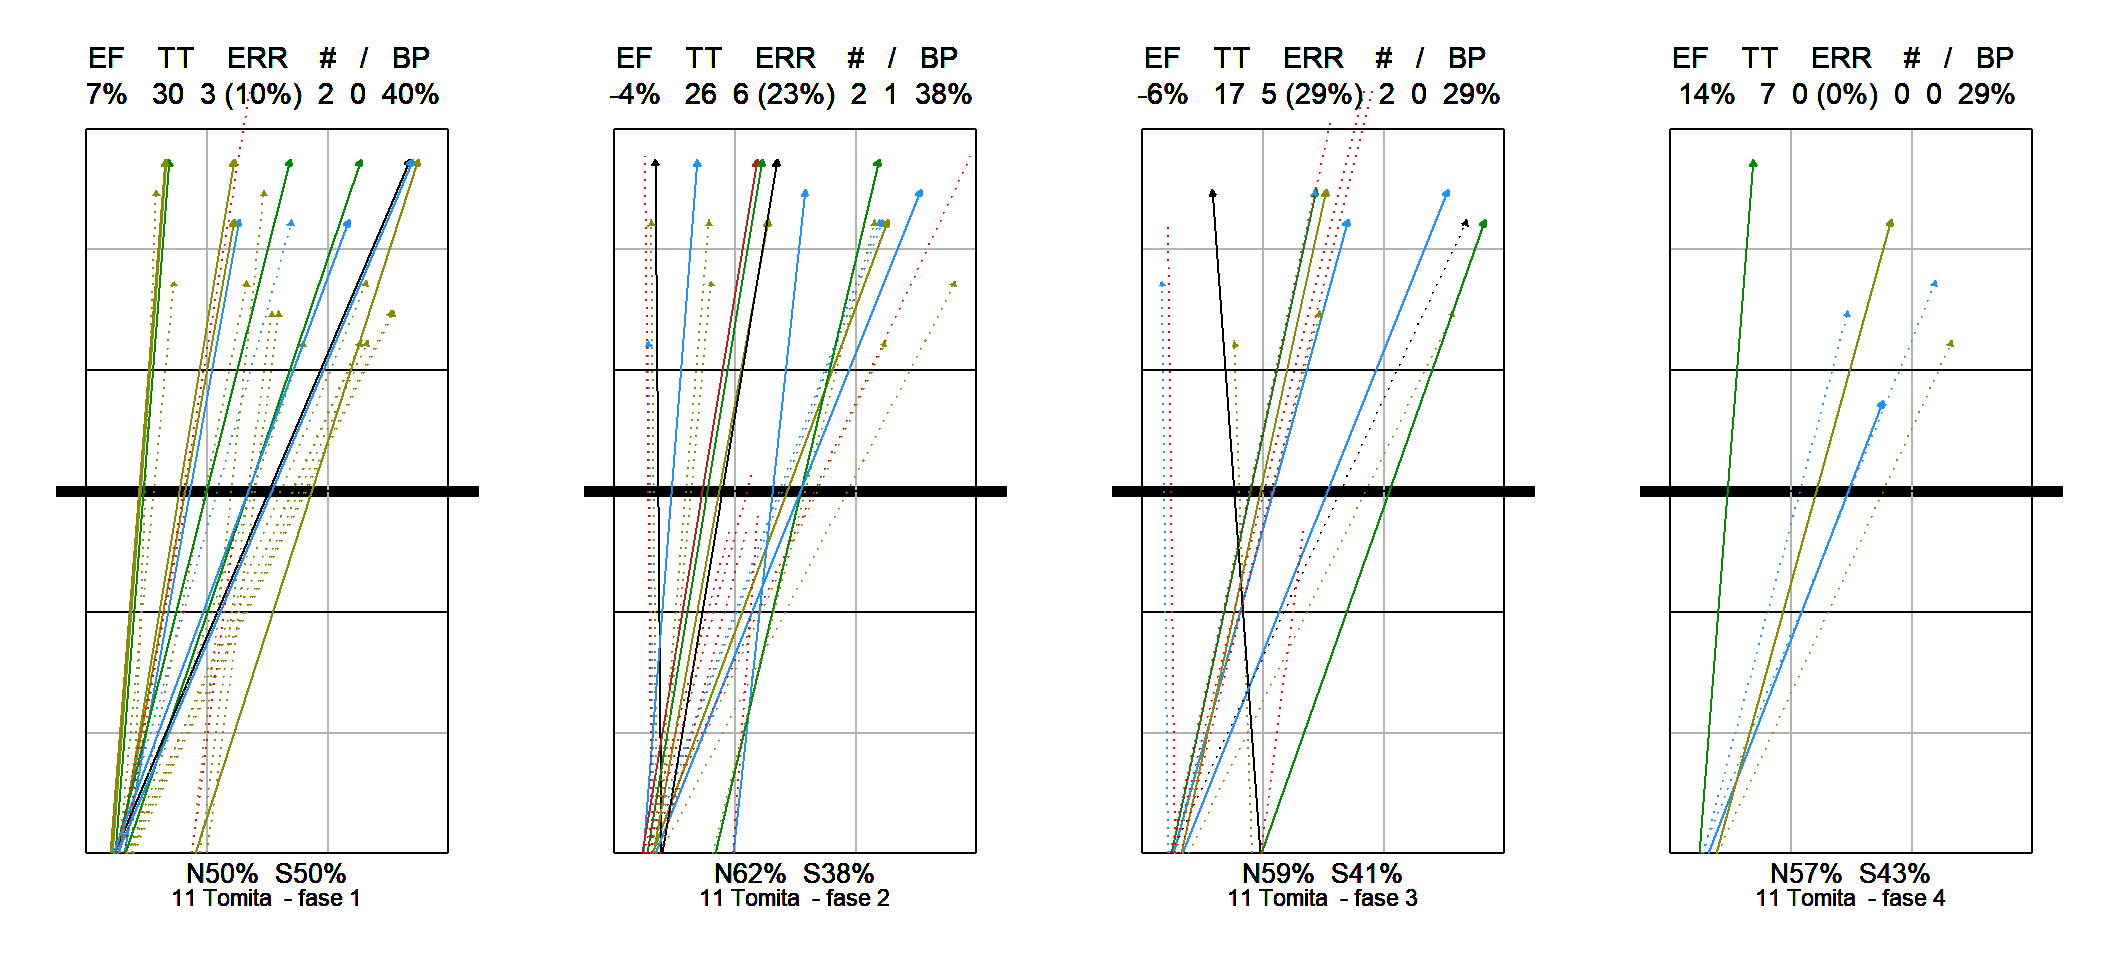 EF TT ERR # / BP
7% 30 3 (10%) 2 0 40%
N50% S50%
11 Tomita - fase 1
EF TT ERR # / BP
-4% 26 6 (23%) 2 1 38%
N62% S38%
11 Tomita - fase 2
EF TT ERR # / BP
-6% 17 5 (29%) 2 0 29%
N59% S41%
11 Tomita - fase 3
EF TT ERR # / BP
14% 7 0 (0%) 0 0 29%
N57% S43%
11 Tomita - fase 4